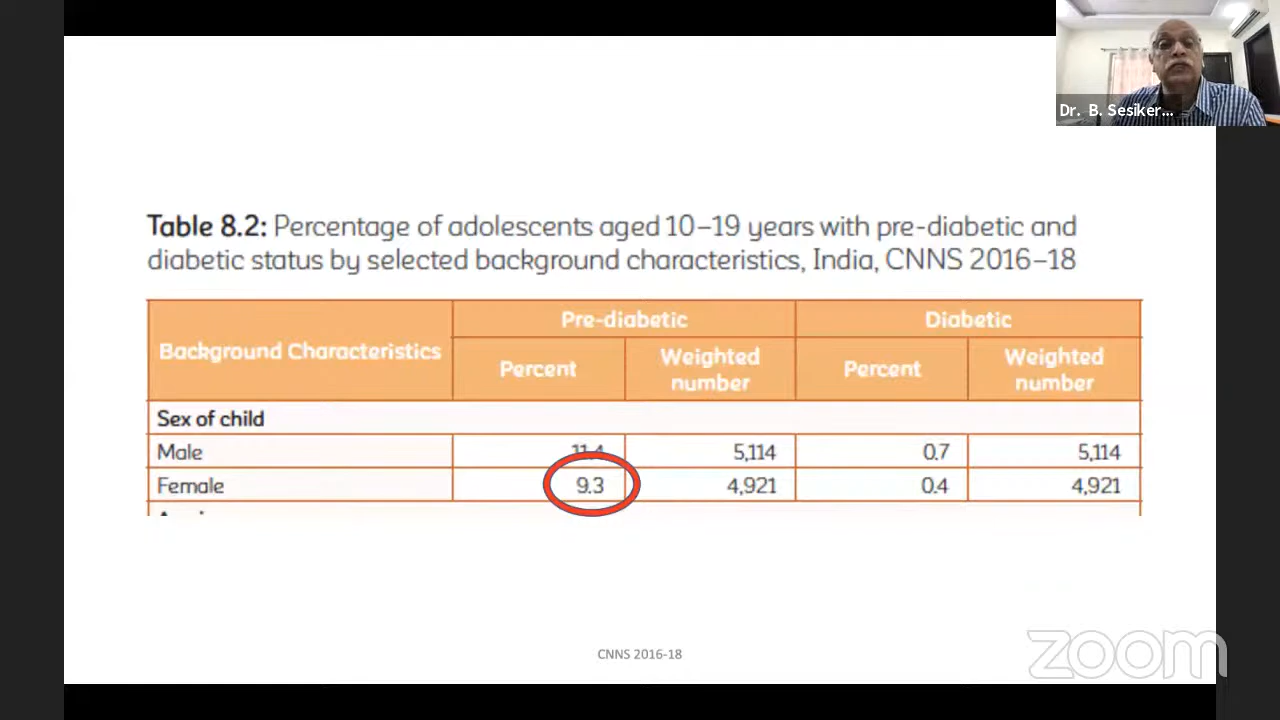 Dr. B. Sesiker...
Table 8.2: Percentage of adolescents aged 10–19 years with pre-diabetic and
diabetic status by selected background characteristics, India, CNNS 2016–18
Background Characteristics
Pre-diabetic
Diabetic
Percent
Weighted
number
Percent
Weighted
number
Sex of child
Male 11.4 5,114 0.7 5,114
Female 9.3 4,921 0.4 4,921
CNNS 2016-18
zoom